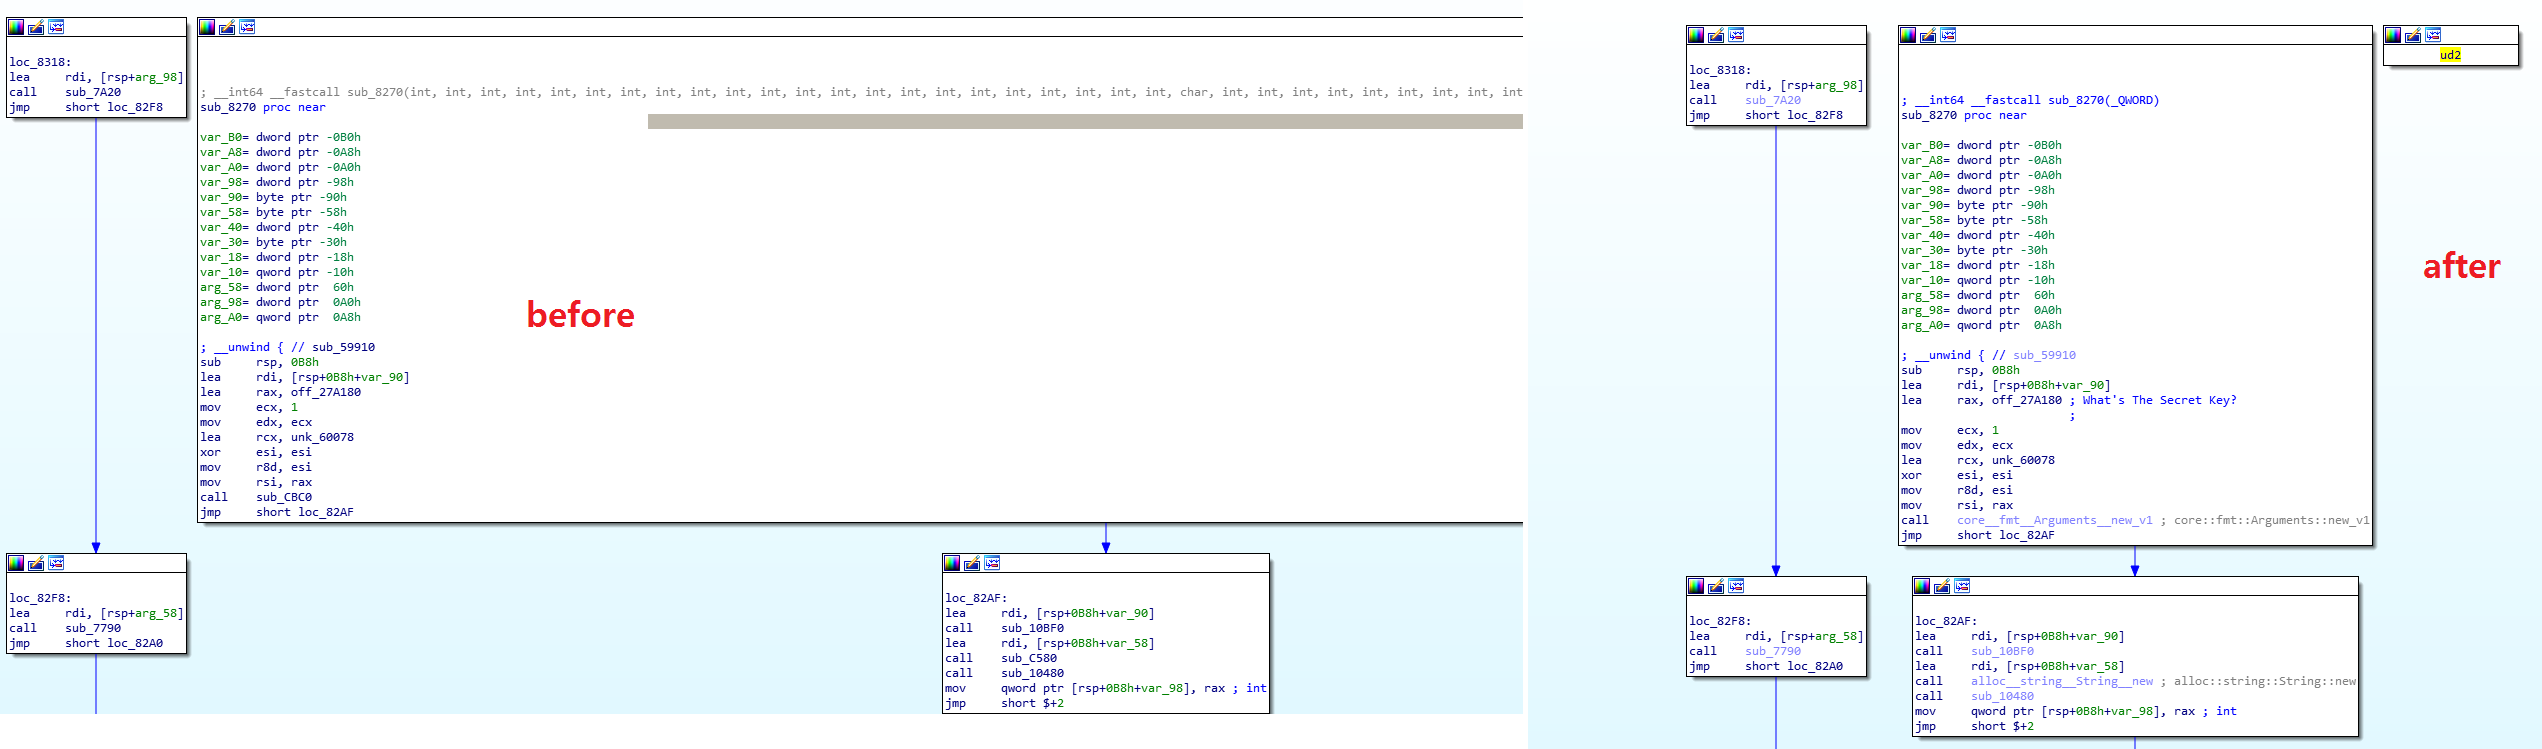 loc_8318:
lea rdi, [rsp+arg_98]
call sub_7A20
jmp short loc_82F8
; __int64 __fastcall sub_8270(int, int, int, int, int, int, int, int, int, int, int, int, int, int, int, int, int, int, int, int, int, int, char, int, int, int, int, int, int, int, int, int
sub_8270 proc near
var_B0= dword ptr -0B0h
var_A8= dword ptr -0A8h
var_A0= dword ptr -0A0h
var_98= dword ptr -98h
var_90= byte ptr -90h
var_58= byte ptr -58h
var_40= dword ptr -40h
var_30= byte ptr -30h
var_18= dword ptr -18h
var_10= qword ptr -10h
arg_58= dword ptr 60h
arg_98= dword ptr 0A0h
arg_A0= qword ptr 0A8h
; __unwind { // sub_59910
sub rsp, 0B8h
lea rdi, [rsp+0B8h+var_90]
lea rax, off_27A180
mov ecx, 1
mov edx, ecx
lea rcx, unk_60078
xor esi, esi
mov r8d, esi
mov rsi, rax
call sub_CBC0
jmp short loc_82AF
before
loc_82F8:
lea rdi, [rsp+arg_58]
call sub_7790
jmp short loc_82A0
loc_82AF:
lea rdi, [rsp+0B8h+var_90]
call sub_10BF0
lea rdi, [rsp+0B8h+var_58]
call sub_C580
call sub_10480
mov qword ptr [rsp+0B8h+var_98], rax ; int
jmp short $+2
loc_8318:
lea rdi, [rsp+arg_98]
call sub_7A20
jmp short loc_82F8
; __int64 __fastcall sub_8270(_QWORD)
sub_8270 proc near
var_B0= dword ptr -0B0h
var_A8= dword ptr -0A8h
var_A0= dword ptr -0A0h
var_98= dword ptr -98h
var_90= byte ptr -90h
var_58= byte ptr -58h
var_40= dword ptr -40h
var_30= byte ptr -30h
var_18= dword ptr -18h
var_10= qword ptr -10h
arg_58= dword ptr 60h
arg_98= dword ptr 0A0h
arg_A0= qword ptr 0A8h
; __unwind { // sub_59910
sub rsp, 0B8h
lea rdi, [rsp+0B8h+var_90]
lea rax, off_27A180 ; What's The Secret Key?
;
mov ecx, 1
mov edx, ecx
lea rcx, unk_60078
xor esi, esi
mov r8d, esi
mov rsi, rax
call core__fmt__Arguments__new_v1 ; core::fmt::Arguments::new_v1
jmp short loc_82AF
ud2
after
loc_82F8:
lea rdi, [rsp+arg_58]
call sub_7790
jmp short loc_82A0
loc_82AF:
lea rdi, [rsp+0B8h+var_90]
call sub_10BF0
lea rdi, [rsp+0B8h+var_58]
call alloc__string__String__new ; alloc::string::String::new
call sub_10480
mov qword ptr [rsp+0B8h+var_98], rax ; int
jmp short $+2